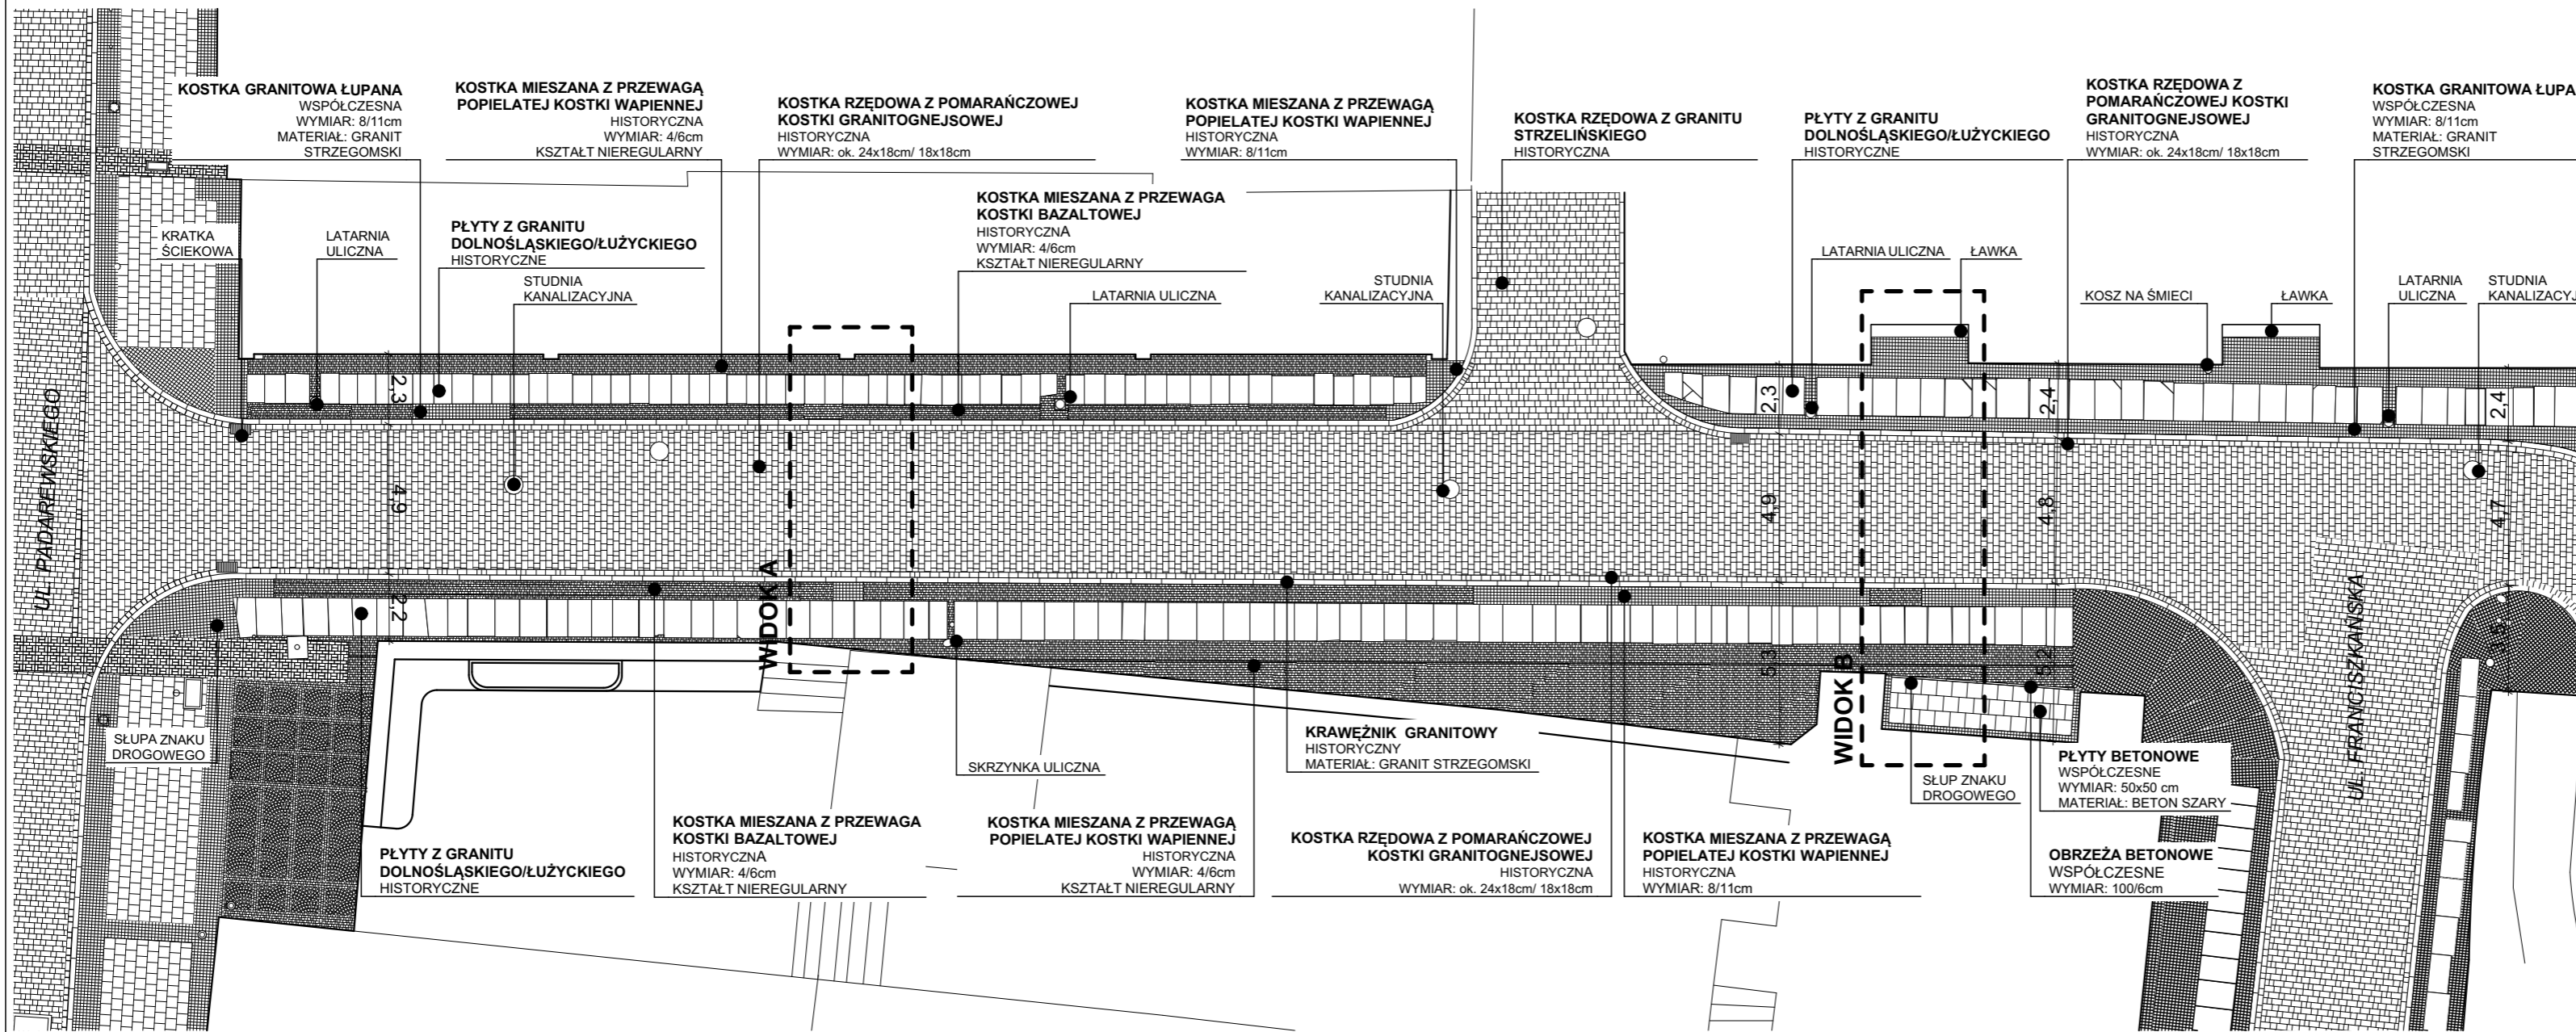 KOSTKA GRANITOWA ŁUPANA
WSPÓŁCZESNA
WYMIAR: 8/11cm
MATERIAŁ: GRANIT
STRZEGOMSKI
KOSTKA MIESZANA Z PRZEWAGĄ
POPIELATEJ KOSTKI WAPIENNEJ
HISTORYCZNA
WYMIAR: 4/6cm
KSZTAŁT NIEREGULARNY
KOSTKA RZĘDOWA Z POMARAŃCZOWEJ
KOSTKI GRANITOGNEJSOWEJ
HISTORYCZNA
WYMIAR: ok. 24x18cm/ 18x18cm
KOSTKA MIESZANA Z PRZEWAGĄ
POPIELATEJ KOSTKI WAPIENNEJ
HISTORYCZNA
WYMIAR: 8/11cm
KOSTKA RZĘDOWA Z GRANITU
STRZELIŃSKIEGO
HISTORYCZNA
PŁYTY Z GRANITU
DOLNOŚLĄSKIEGO/ŁUŻYCKIEGO
HISTORYCZNE
KOSTKA RZĘDOWA Z
POMARAŃCZOWEJ KOSTKI
GRANITOGNEJSOWEJ
HISTORYCZNA
WYMIAR: ok. 24x18cm/ 18x18cm
KOSTKA GRANITOWA ŁUPA
WSPÓŁCZESNA
WYMIAR: 8/11cm
MATERIAŁ: GRANIT
STRZEGOMSKI
KRATKA
ŚCIEKOWA
LATARNIA
ULICZNA
PŁYTY Z GRANITU
DOLNOŚLĄSKIEGO/ŁUŻYCKIEGO
HISTORYCZNE
STUDNIA
KANALIZACYJNA
KOSTKA MIESZANA Z PRZEWAGA
KOSTKI BAZALTOWEJ
HISTORYCZNA
WYMIAR: 4/6cm
KSZTAŁT NIEREGULARNY
LATARNIA ULICZNA
STUDNIA
KANALIZACYJNA
LATARNIA ULICZNA
ŁAWKA
KOSZ NA ŚMIECI
ŁAWKA
LATARNIA
ULICZNA
STUDNIA
KANALIZACYJ
2,3
2,3
2,4
2,4
UL. PADAREWSKIEGO
4,9
4,9
4,8
4,7
2,2
WIDOK A
5,3
WIDOK B
5,2
UL. FRANCISZKAŃSKA
SŁUPA ZNAKU
DROGOWEGO
SKRZYNKA ULICZNA
KRAWĘŻNIK GRANITOWY
HISTORYCZNY
MATERIAŁ: GRANIT STRZEGOMSKI
SŁUP ZNAKU
DROGOWEGO
PŁYTY BETONOWE
WSPÓŁCZESNE
WYMIAR: 50x50 cm
MATERIAŁ: BETON SZARY
PŁYTY Z GRANITU
DOLNOŚLĄSKIEGO/ŁUŻYCKIEGO
HISTORYCZNE
KOSTKA MIESZANA Z PRZEWAGA
KOSTKI BAZALTOWEJ
HISTORYCZNA
WYMIAR: 4/6cm
KSZTAŁT NIEREGULARNY
KOSTKA MIESZANA Z PRZEWAGĄ
POPIELATEJ KOSTKI WAPIENNEJ
HISTORYCZNA
WYMIAR: 4/6cm
KSZTAŁT NIEREGULARNY
KOSTKA RZĘDOWA Z POMARAŃCZOWEJ
KOSTKI GRANITOGNEJSOWEJ
HISTORYCZNA
WYMIAR: ok. 24x18cm/ 18x18cm
KOSTKA MIESZANA Z PRZEWAGĄ
POPIELATEJ KOSTKI WAPIENNEJ
HISTORYCZNA
WYMIAR: 8/11cm
OBRZEŻA BETONOWE
WSPÓŁCZESNE
WYMIAR: 100/6cm